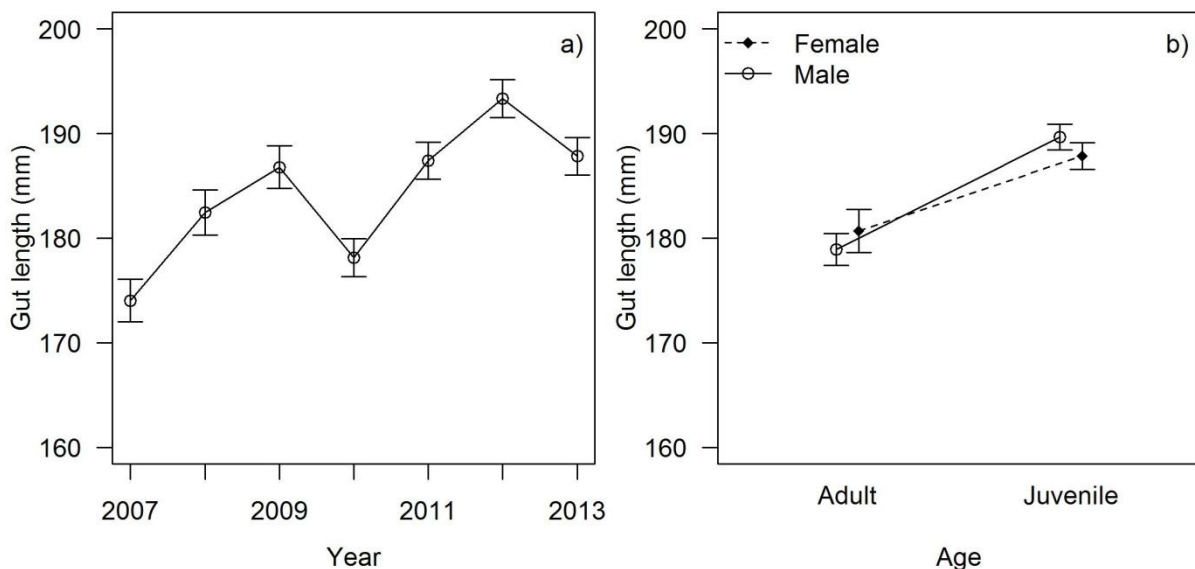 a)
Gut length (mm)
200
190
180
170
160
2007
2009
2011
2013
Year
b)
Female
Male
Gut length (mm)
200
190
180
170
160
Adult
Juvenile
Age